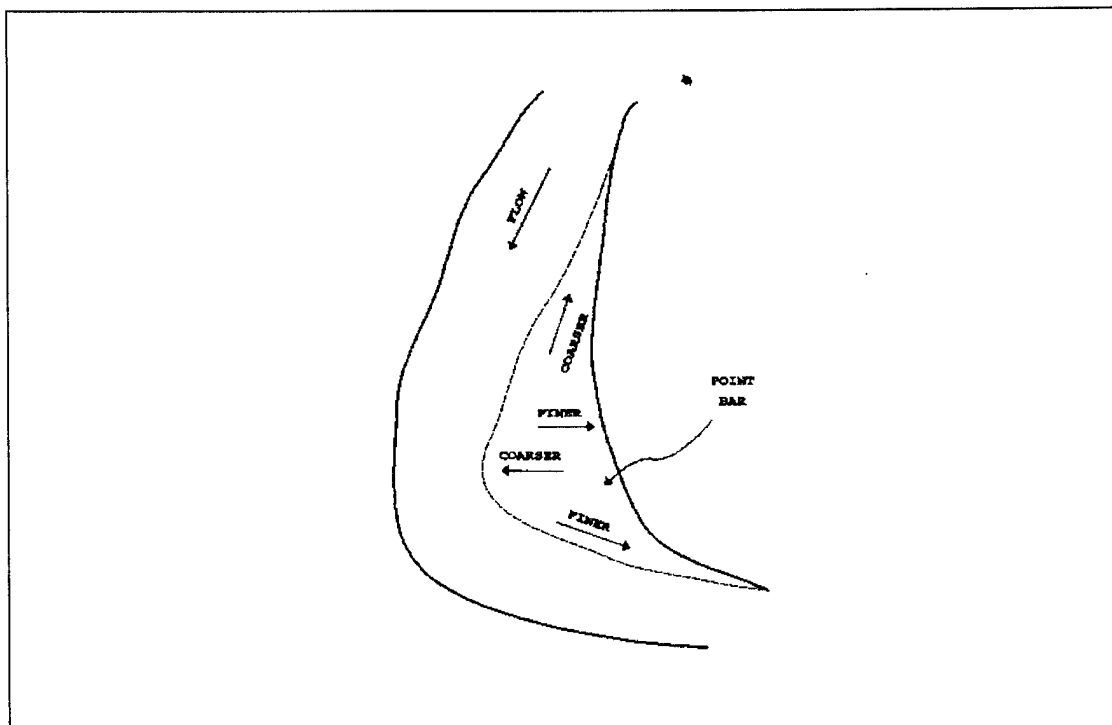 FLOW
COARSER
POINT
BAR
FINER
COARSER
FINER